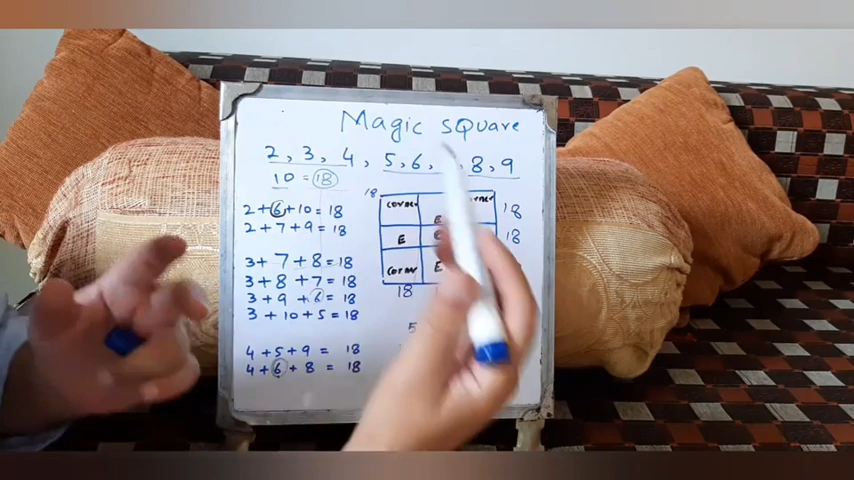 Magic Square
2, 3, 4, 5, 6, 8, 9
10 = 18
2+6+10 = 18
2+7+9 = 18
3+7+8 = 18
3+8+7 = 18
3+9+6 = 18
3+10+5 = 18
4+5+9 = 18
4+6+8 = 18
18
corner
E 18
E 18
corner E
18
5